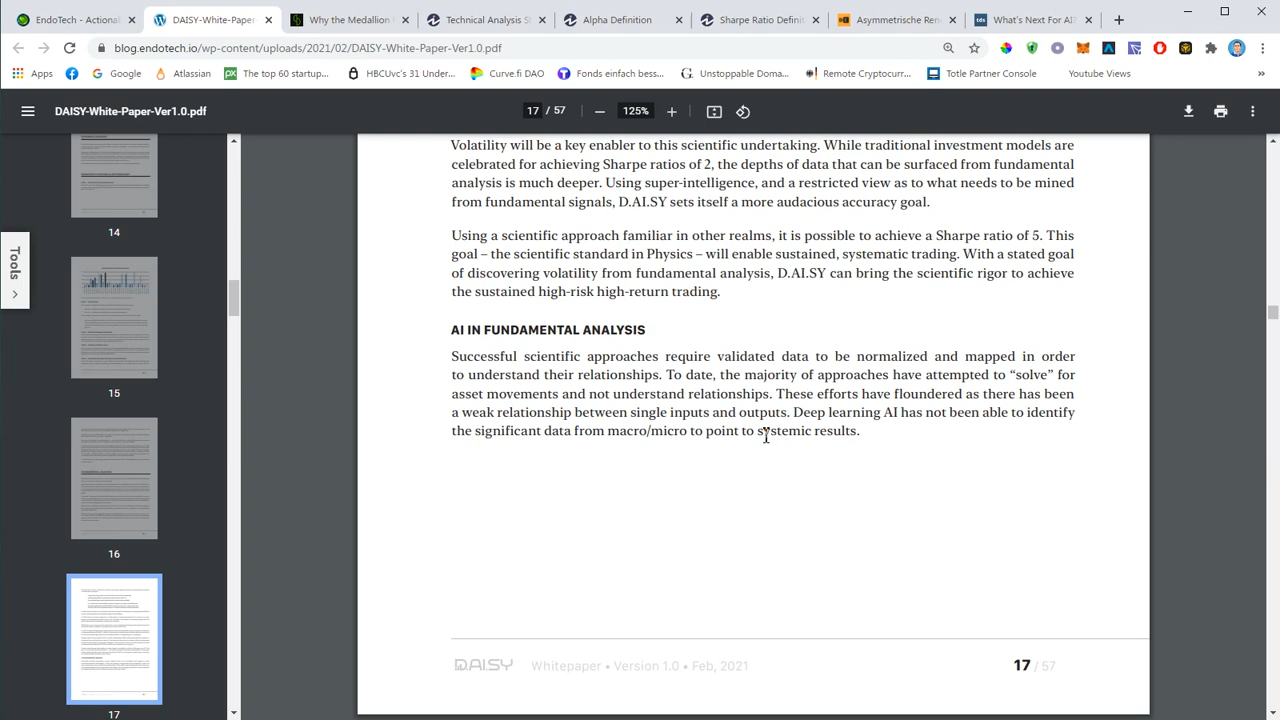 EndoTech - Actional
DAISY-White-Paper-
Why the Medallion F
Technical Analysis St
Alpha Definition
Sharpe Ratio Definit
Asymmetrische Ren
What's Next For AI?
blog.endotech.io/wp-content/uploads/2021/02/DAISY-White-Paper-Ver1.0.pdf
Apps
Google
Atlassian
The top 60 startup...
HBCUvc's 31 Under...
Curve.fi DAO
Fonds einfach bess...
Unstoppable Doma...
Remote Cryptocurr...
Totle Partner Console
Youtube Views
»
DAISY-White-Paper-Ver1.0.pdf
17 / 57
125%
Tools
14
15
16
17
Volatility will be a key enabler to this scientific undertaking. While traditional investment models are
celebrated for achieving Sharpe ratios of 2, the depths of data that can be surfaced from fundamental
analysis is much deeper. Using super-intelligence, and a restricted view as to what needs to be mined
from fundamental signals, D.AI.SY sets itself a more audacious accuracy goal.
Using a scientific approach familiar in other realms, it is possible to achieve a Sharpe ratio of 5. This
goal – the scientific standard in Physics – will enable sustained, systematic trading. With a stated goal
of discovering volatility from fundamental analysis, D.AI.SY can bring the scientific rigor to achieve
the sustained high-risk high-return trading.
AI IN FUNDAMENTAL ANALYSIS
Successful scientific approaches require validated data to be normalized and mapped in order
to understand their relationships. To date, the majority of approaches have attempted to “solve” for
asset movements and not understand relationships. These efforts have floundered as there has been
a weak relationship between single inputs and outputs. Deep learning AI has not been able to identify
the significant data from macro/micro to point to systemic results.
D.AI.SY Whitepaper • Version 1.0 • Feb, 2021
17 / 57